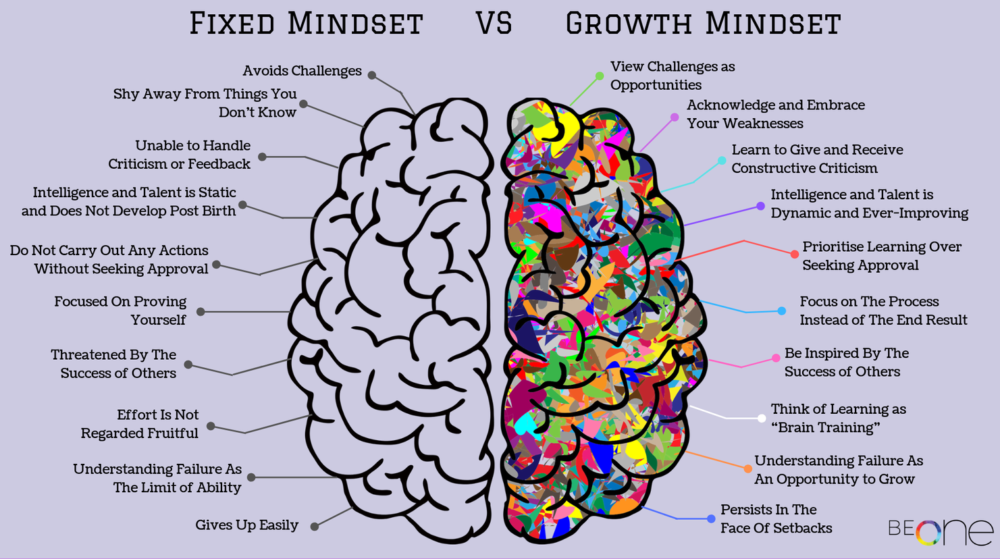 FIXED MINDSET VS GROWTH MINDSET
Avoids Challenges
Shy Away From Things You
Don't Know
Unable to Handle
Criticism or Feedback
Intelligence and Talent is Static
and Does Not Develop Post Birth
Do Not Carry Out Any Actions
Without Seeking Approval
Focused On Proving
Yourself
Threatened By The
Success of Others
Effort Is Not
Regarded Fruitful
Understanding Failure As
The Limit of Ability
Gives Up Easily
View Challenges as
Opportunities
Acknowledge and Embrace
Your Weaknesses
Learn to Give and Receive
Constructive Criticism
Intelligence and Talent is
Dynamic and Ever-Improving
Prioritise Learning Over
Seeking Approval
Focus on The Process
Instead of The End Result
Be Inspired By The
Success of Others
Think of Learning as
“Brain Training”
Understanding Failure As
An Opportunity to Grow
Persists In The
Face Of Setbacks
BEOne